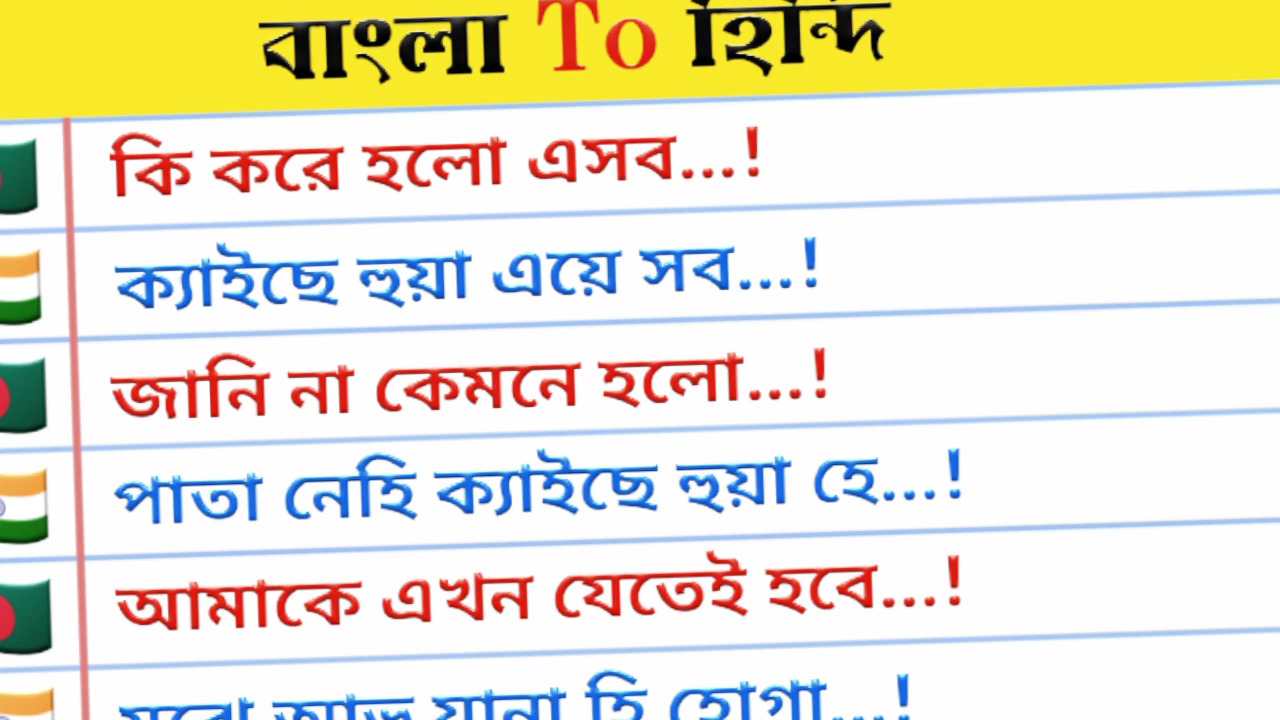 বাংলা To হিন্দি
কি করে হলো এসব...!
ক্যাইছে হুয়া এয়ে সব...!
জানি না কেমনে হলো...!
পাতা নেহি ক্যাইছে হুয়া হে...!
আমাকে এখন যেতেই হবে...!
যানা হি হোগা...!